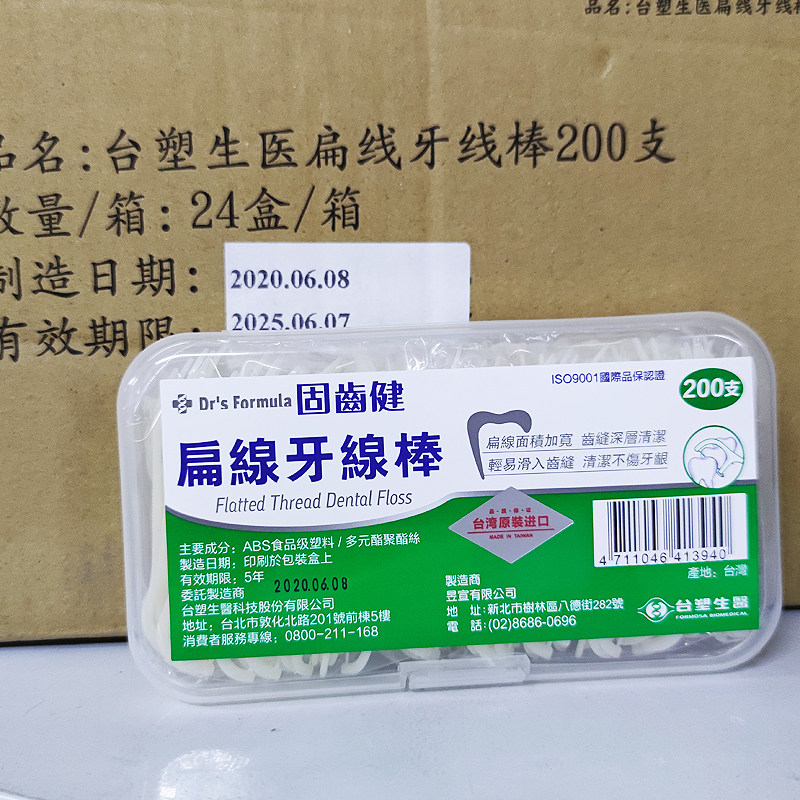 品名:台塑生医扁线牙线棒
品名:台塑生医扁线牙线棒200支
数量/箱:24盒/箱
制造日期:2020.06.08
有效期限:2025.06.07
Dr's Formula 固齒健
ISO9001國際品保認證
200支
扁線牙線棒
Flatted Thread Dental Floss
扁線面積加寬 齒縫深層清潔
輕易滑入齒縫 清潔不傷牙齦
台湾原裝进口
MADE IN TAIWAN
主要成分: ABS食品级塑料 / 多元酯聚酯絲
製造日期: 印刷於包裝盒上
有效期限: 5年
2020.06.08
委託製造商
台塑生醫科技股份有限公司
地址: 台北市敦化北路201號前棟5樓
消費者服務專線: 0800-211-168
製造商
昱宣有限公司
地 址:新北市樹林區八德街282號
電 話:(02)8686-0696
4 711046 413940
產地: 台灣
台塑生醫
FORMOSA BIOMEDICAL